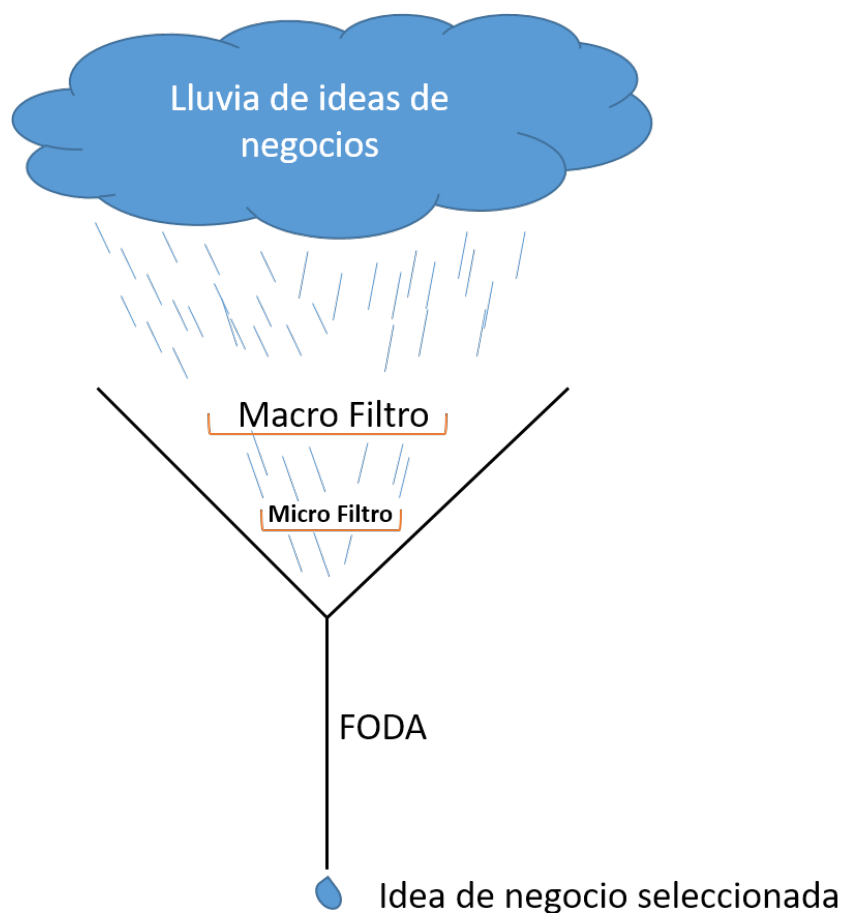 Lluvia de ideas de
negocios
Macro Filtro
Micro Filtro
FODA
Idea de negocio seleccionada